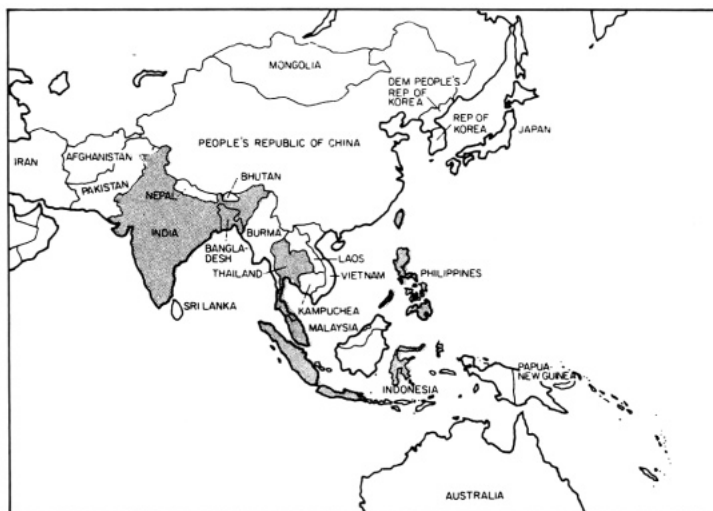 MONGOLIA
DEM PEOPLE'S
REP OF
KOREA
REP OF
KOREA
JAPAN
PEOPLE'S REPUBLIC OF CHINA
IRAN
AFGHANISTAN
PAKISTAN
NEPAL
BHUTAN
INDIA
BANGLA-
DESH
BURMA
LAOS
THAILAND
VIETNAM
PHILIPPINES
SRI LANKA
KAMPUCHEA
MALAYSIA
PAPUA
NEW GUINEA
INDONESIA
AUSTRALIA